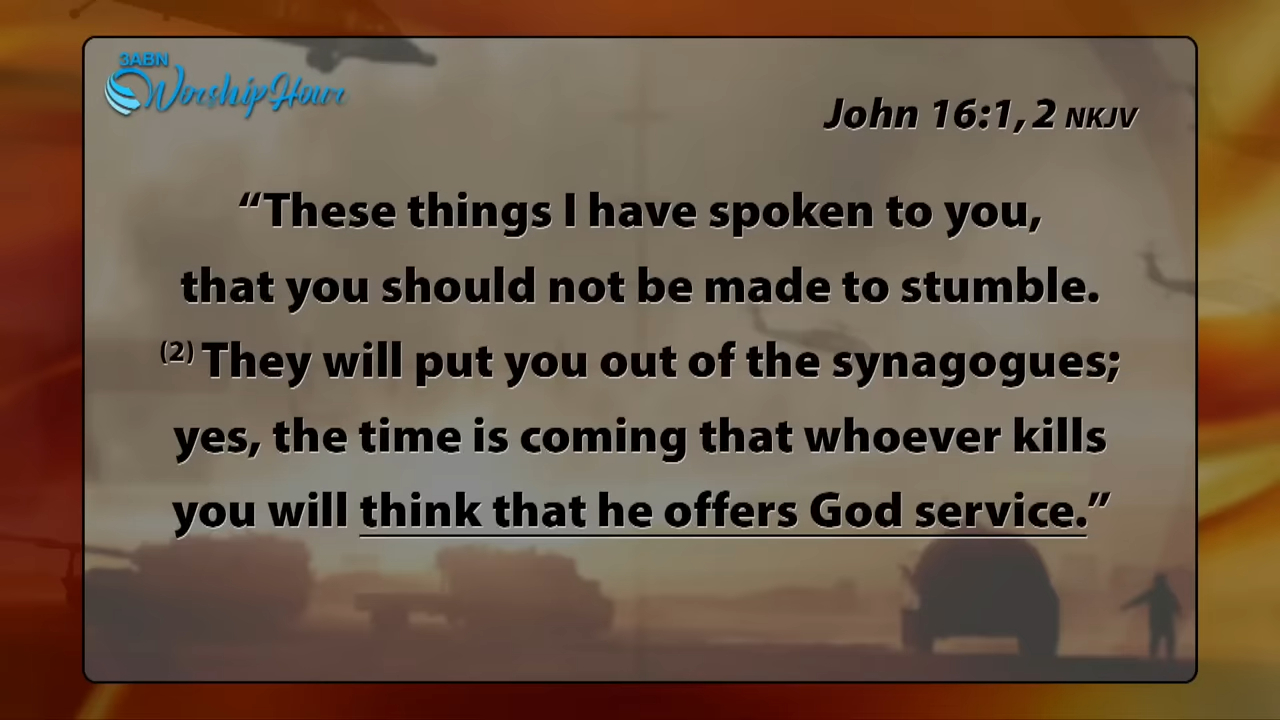 3ABN
Worship Hour
John 16:1, 2 NKJV
“These things I have spoken to you,
that you should not be made to stumble.
(2) They will put you out of the synagogues;
yes, the time is coming that whoever kills
you will think that he offers God service.”